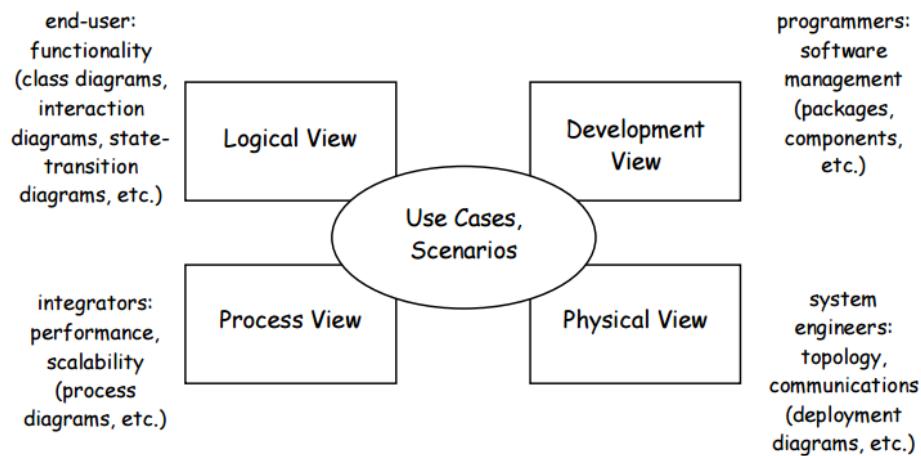 end-user:
functionality
(class diagrams,
interaction
diagrams, state-
transition
diagrams, etc.)
Logical View
Development
View
programmers:
software
management
(packages,
components,
etc.)
Use Cases,
Scenarios
integrators:
performance,
scalability
(process
diagrams, etc.)
Process View
Physical View
system
engineers:
topology,
communications
(deployment
diagrams, etc.)